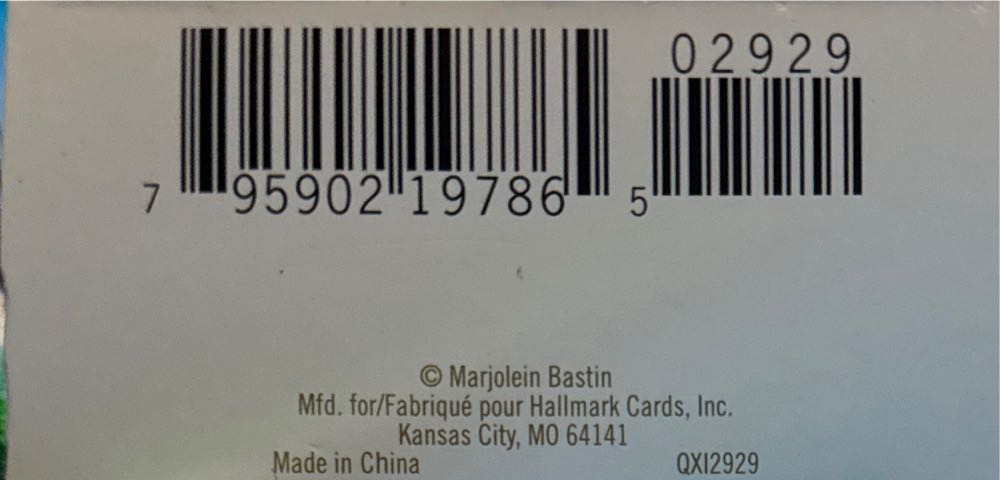 02929
7 95902 19786 5
© Marjolein Bastin
Mfd. for/Fabriqué pour Hallmark Cards, Inc.
Kansas City, MO 64141
Made in China QXI2929